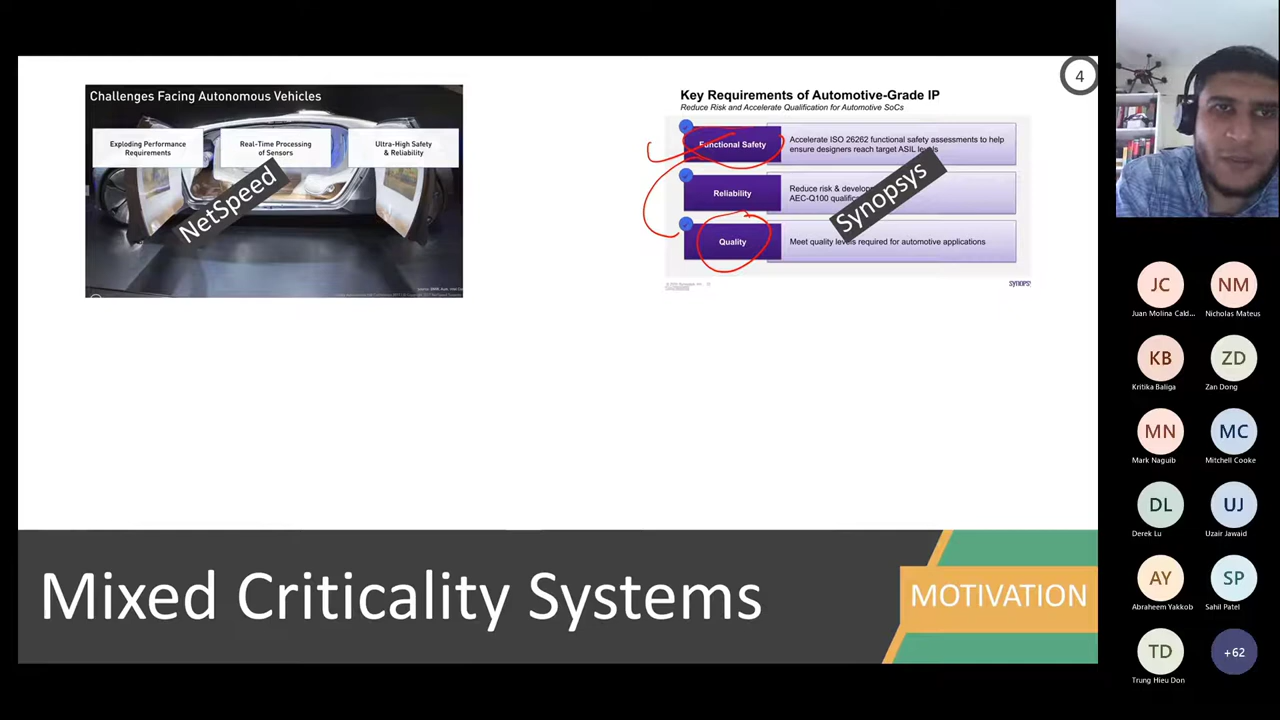 4
Challenges Facing Autonomous Vehicles
Exploding Performance
Requirements
Real-Time Processing
of Sensors
Ultra-High Safety
& Reliability
NetSpeed
Key Requirements of Automotive-Grade IP
Reduce Risk and Accelerate Qualification for Automotive SoCs
Functional Safety
Accelerate ISO 26262 functional safety assessments to help
ensure designers reach target ASIL levels
Reliability
Reduce risk &
AEC-Q100
Quality
Meet quality levels required for automotive applications
Synopsys
Mixed Criticality Systems
MOTIVATION
JC
Juan Molina Cald...
NM
Nicholas Mateus
KB
Kritika Baliga
ZD
Zan Dong
MN
Mark Naguib
MC
Mitchell Cooke
DL
Derek Lu
UJ
Uzair Jawaid
AY
Abraheem Yakkob
SP
Sahil Patel
TD
Trung Hieu Don
+62